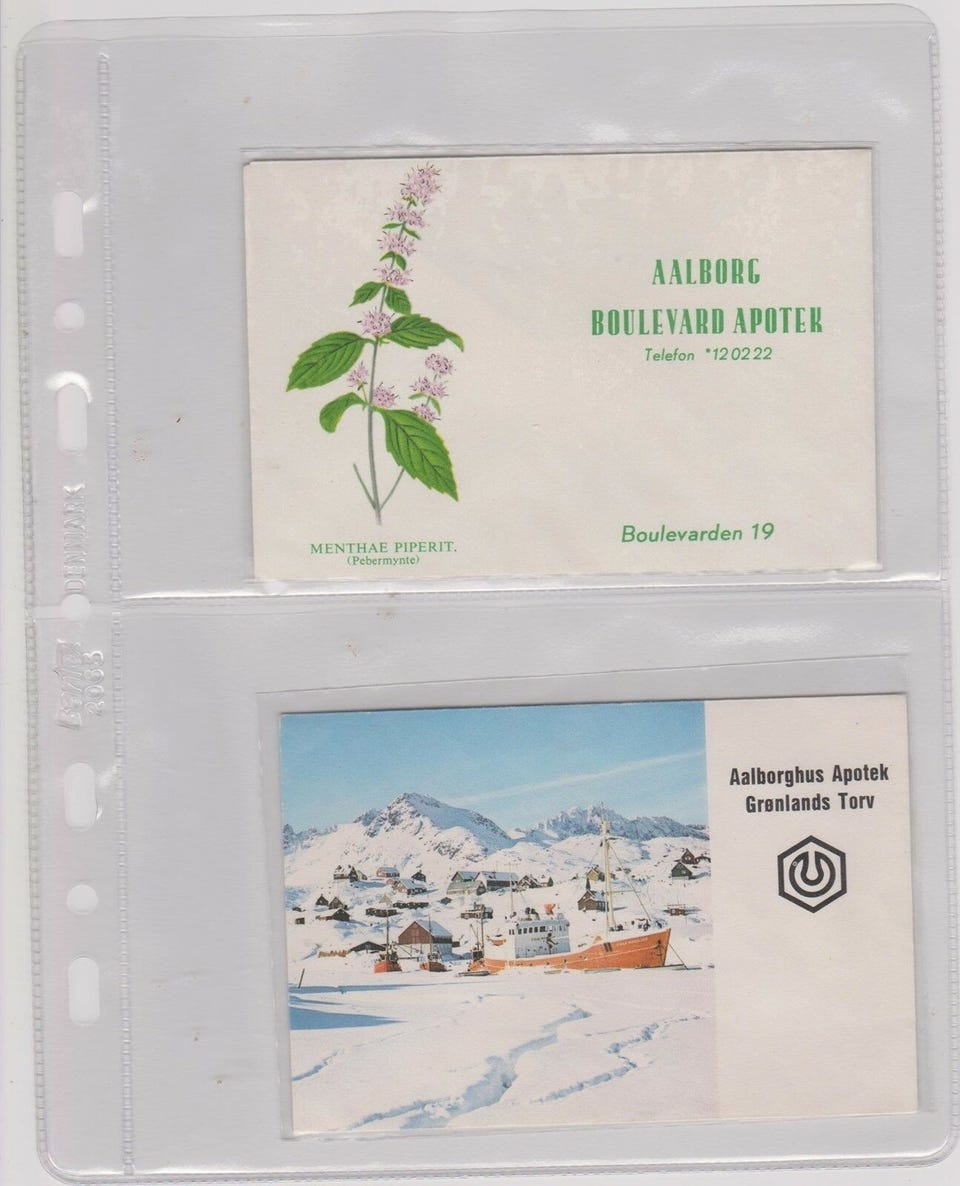 AALBORG
BOULEVARD APOTEK
Telefon *12 02 22
Boulevarden 19
MENTHAE PIPERIT.
(Pebermynte)
DENMARK
2063
Aalborghus Apotek
Grønlands Torv